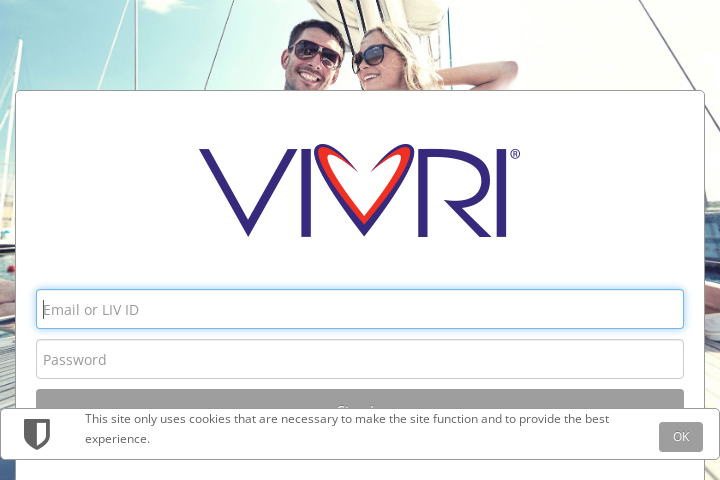 VIVRI®
Email or LIV ID
Password
This site only uses cookies that are necessary to make the site function and to provide the best
experience.
OK